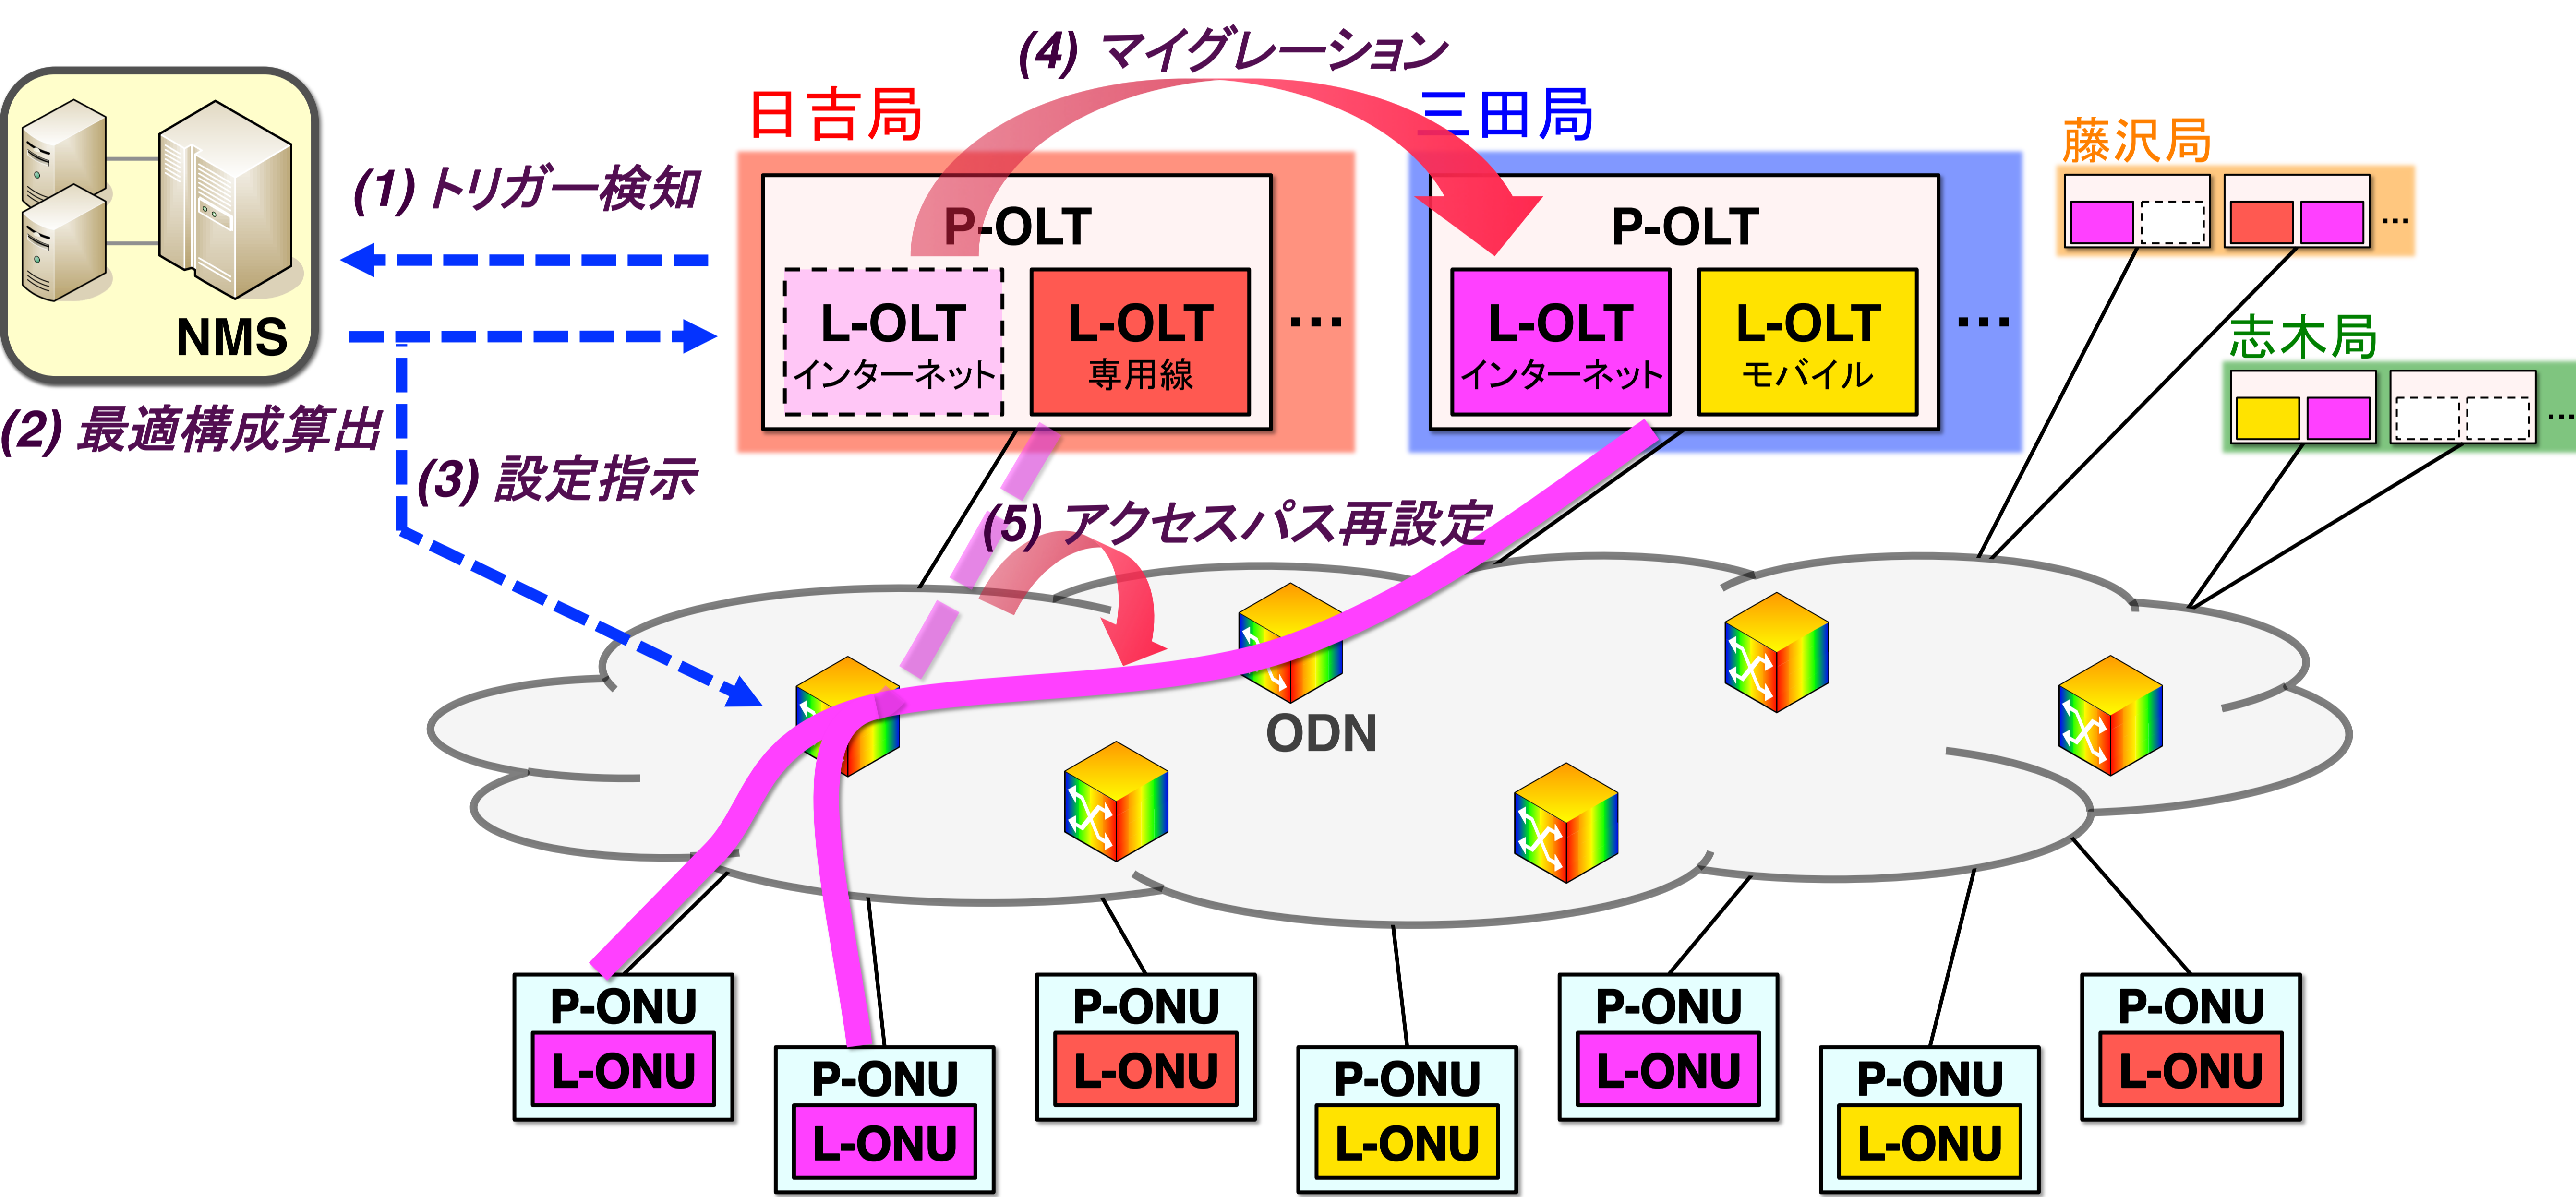 (4) マイグレーション
日吉局
三田局
藤沢局
(1) トリガー検知
P-OLT
P-OLT
...
NMS
L-OLT
インターネット
L-OLT
専用線
...
L-OLT
インターネット
L-OLT
モバイル
...
志木局
...
(2) 最適構成算出
(3) 設定指示
(5) アクセスパス再設定
ODN
P-ONU
L-ONU
P-ONU
L-ONU
P-ONU
L-ONU
P-ONU
L-ONU
P-ONU
L-ONU
P-ONU
L-ONU
P-ONU
L-ONU